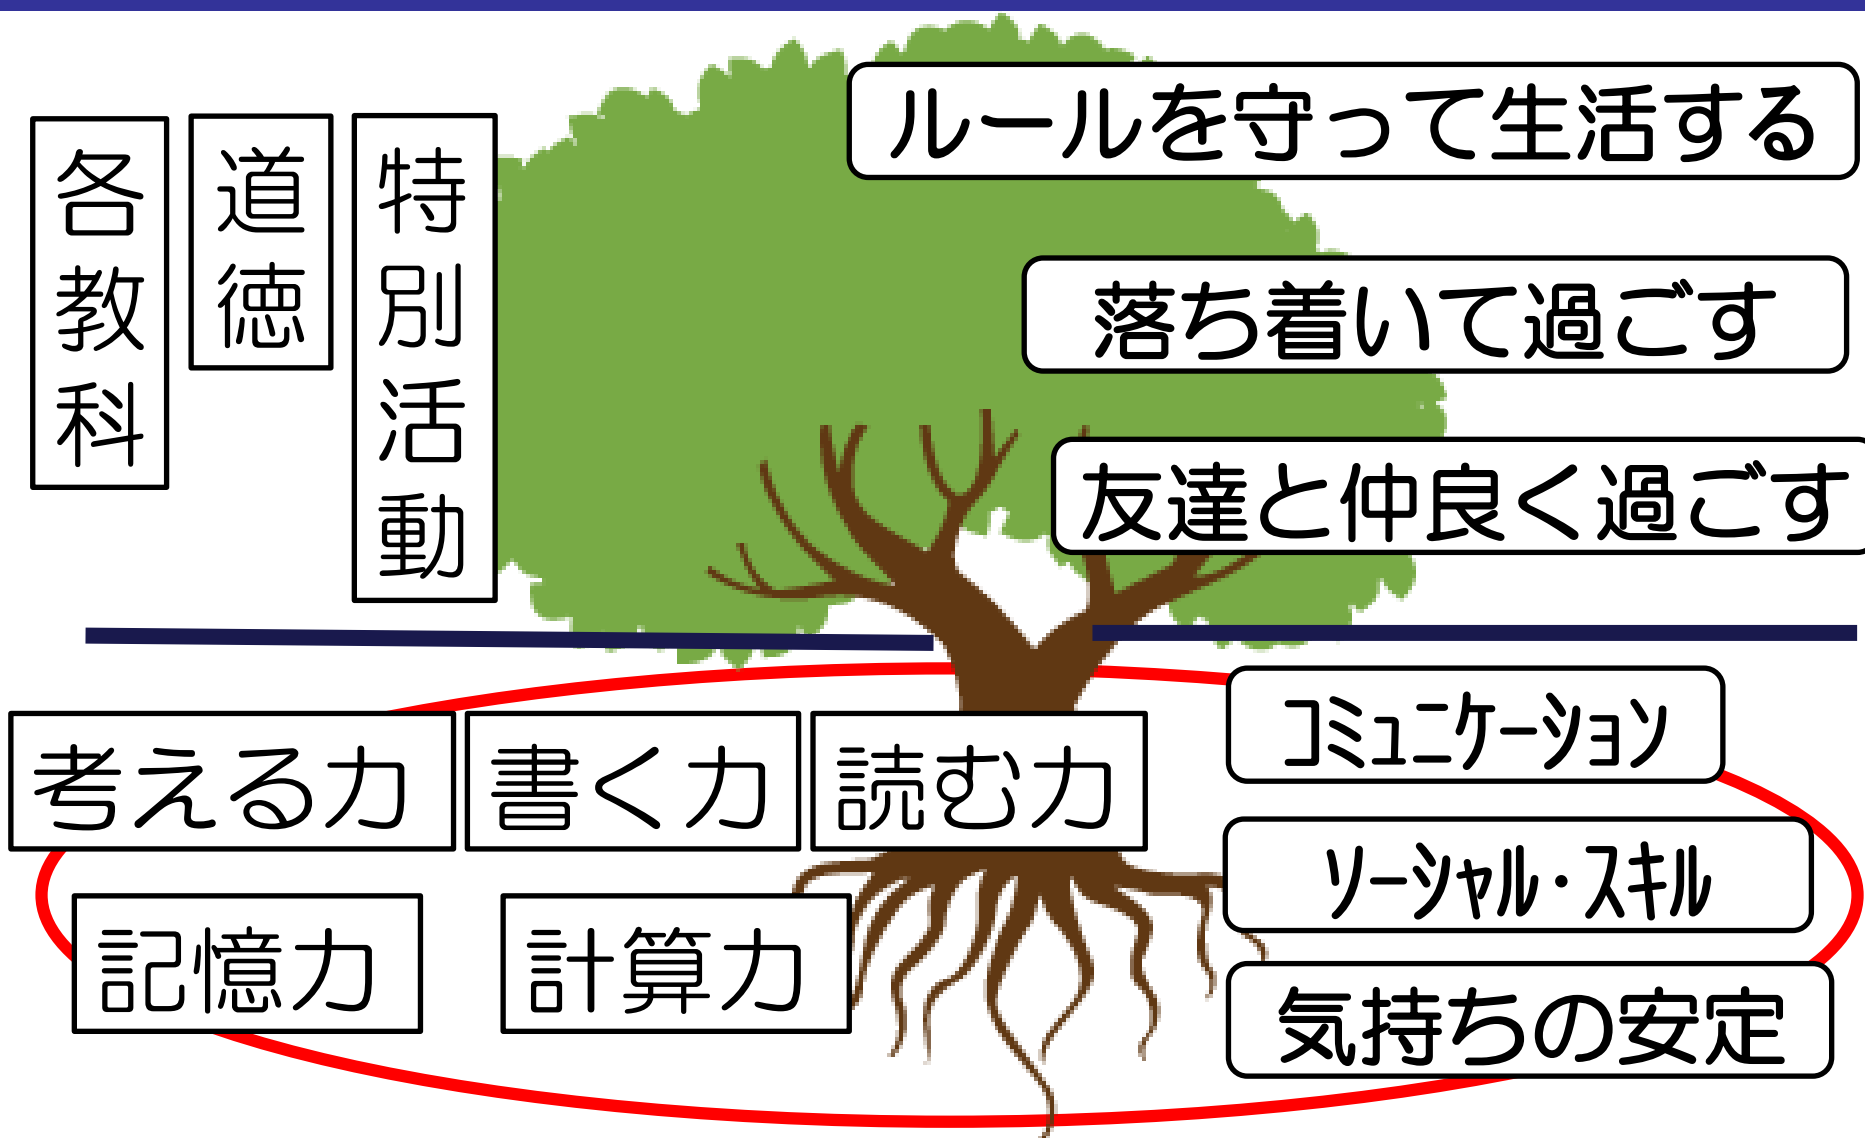 各教科
道徳
特別活動
ルールを守って生活する
落ち着いて過ごす
友達と仲良く過ごす
考える力
書く力
読む力
記憶力
計算力
ｺﾐｭﾆｹｰｼｮﾝ
ｿｰｼｬﾙ・ｽｷﾙ
気持ちの安定